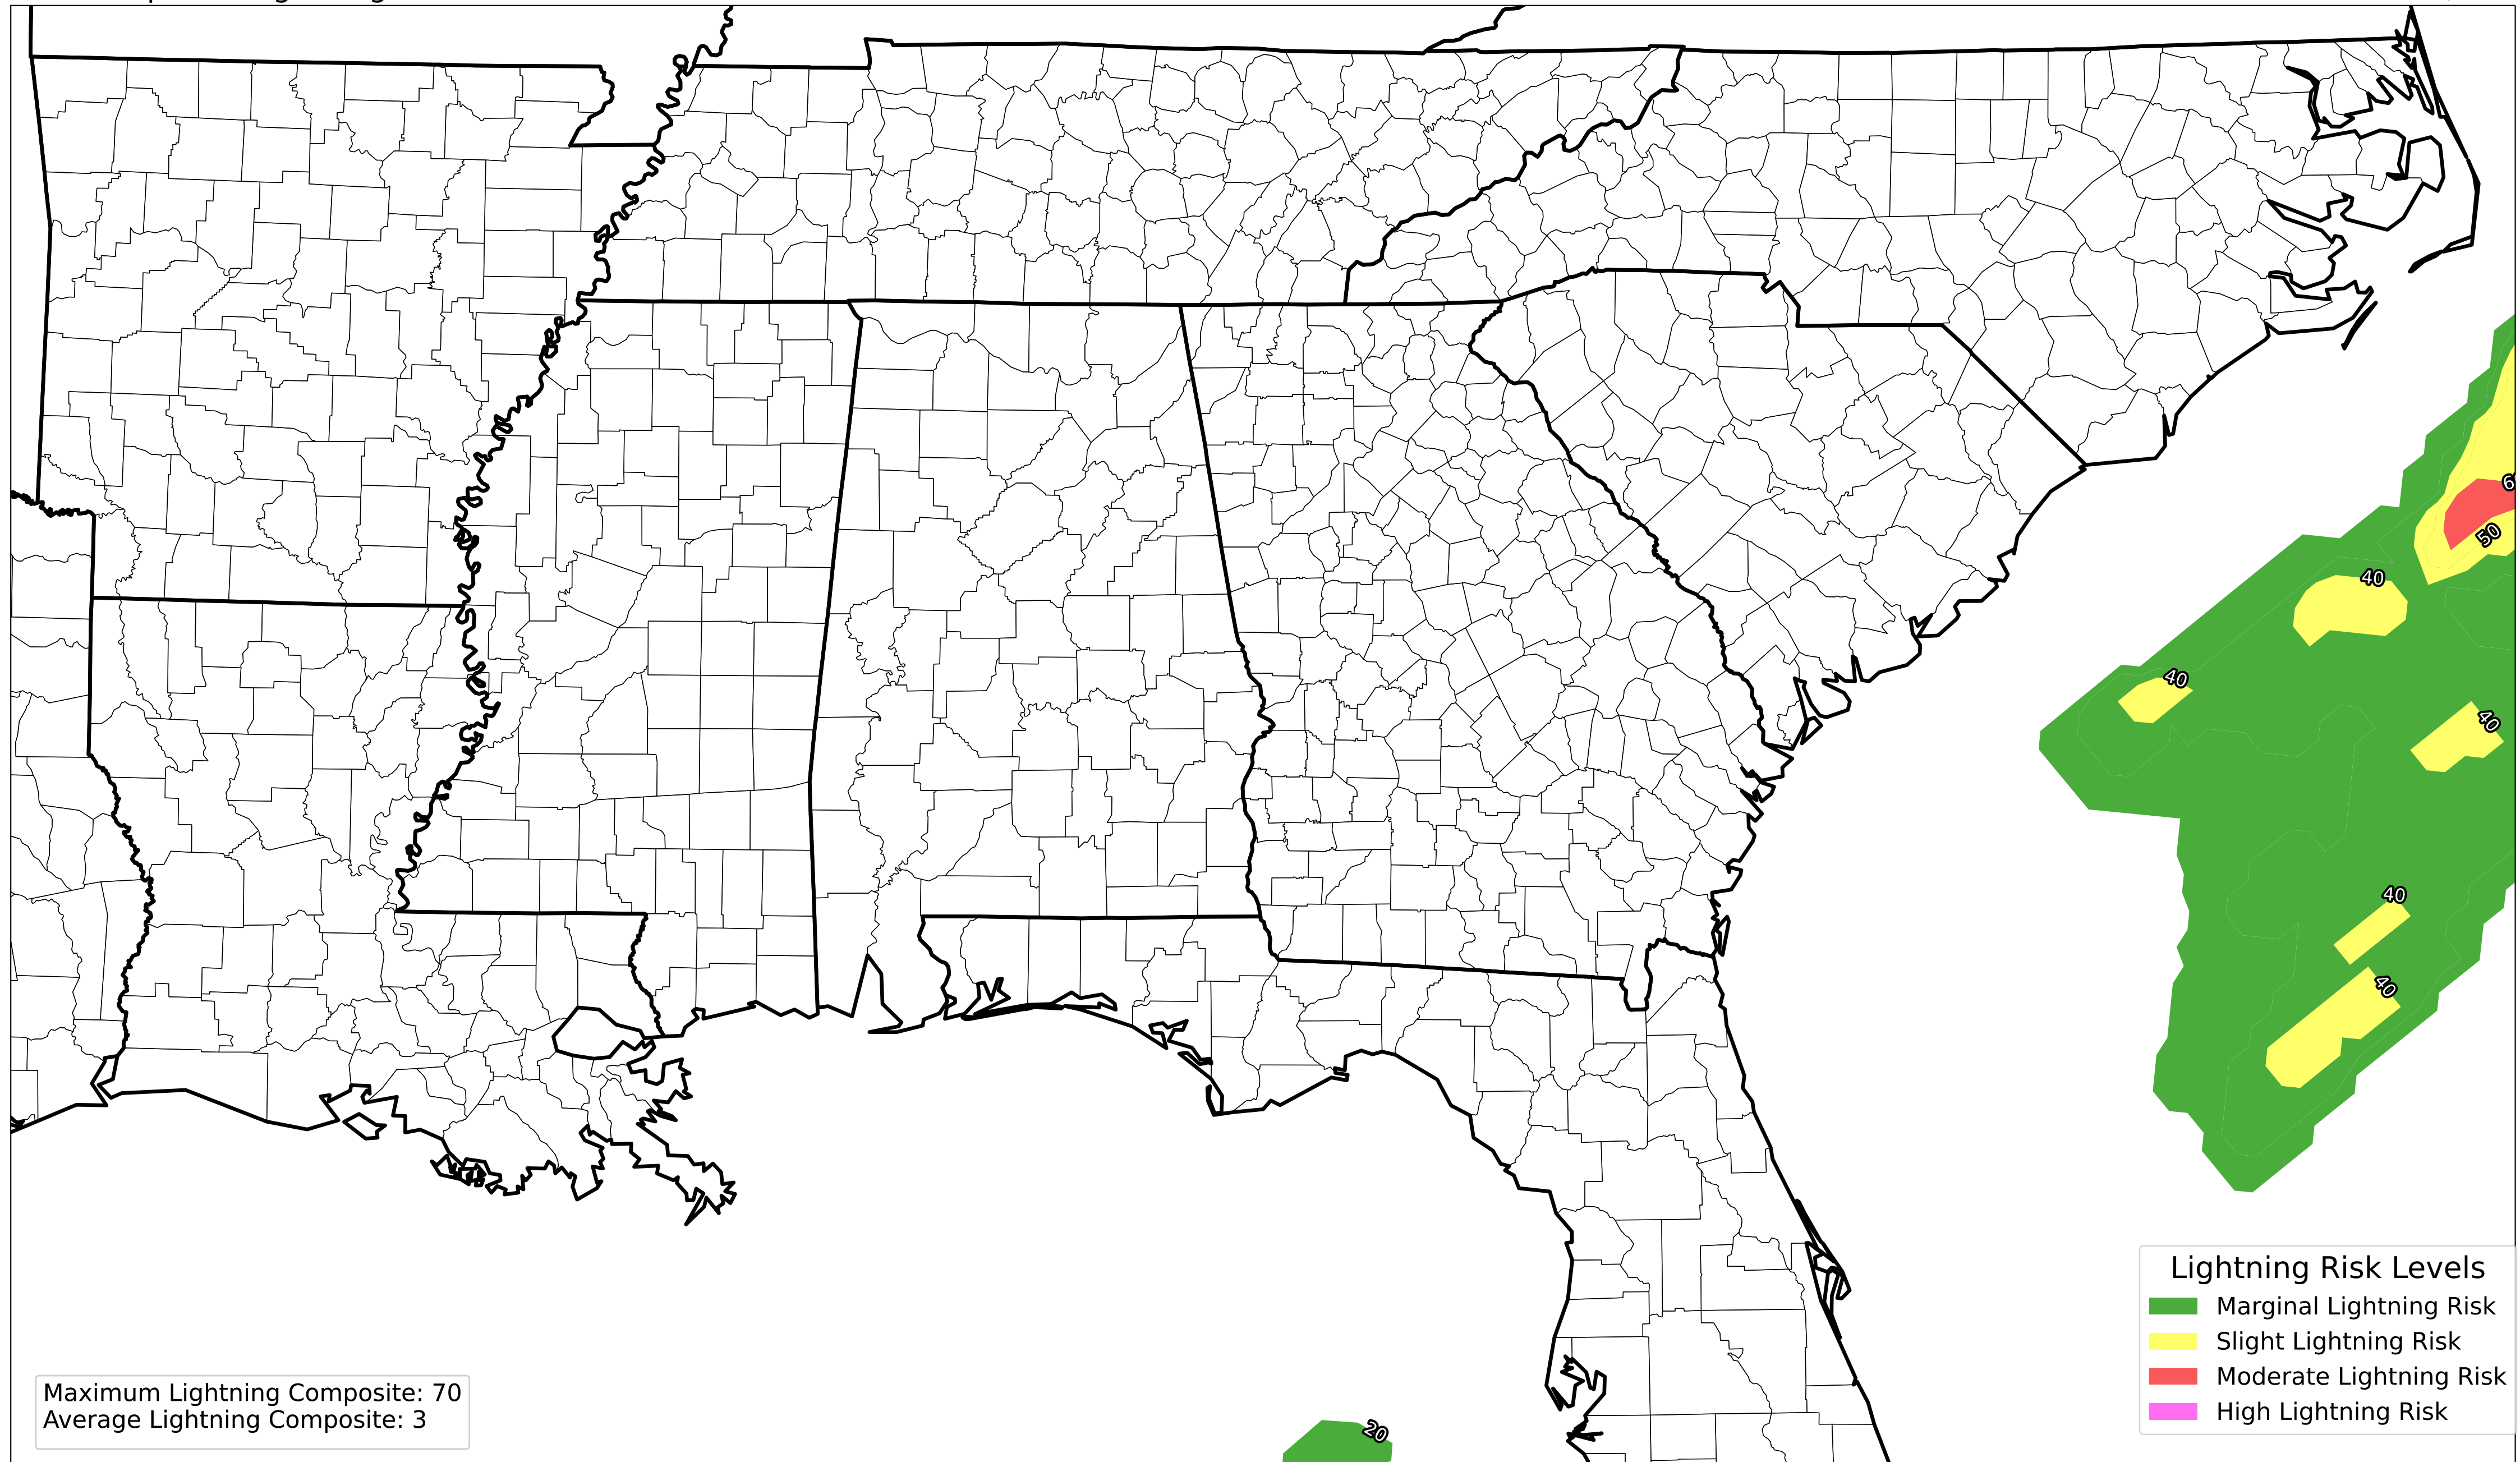 50
40
40
40
40
40
20
Lightning Risk Levels
Marginal Lightning Risk
Slight Lightning Risk
Moderate Lightning Risk
High Lightning Risk
Maximum Lightning Composite: 70
Average Lightning Composite: 3